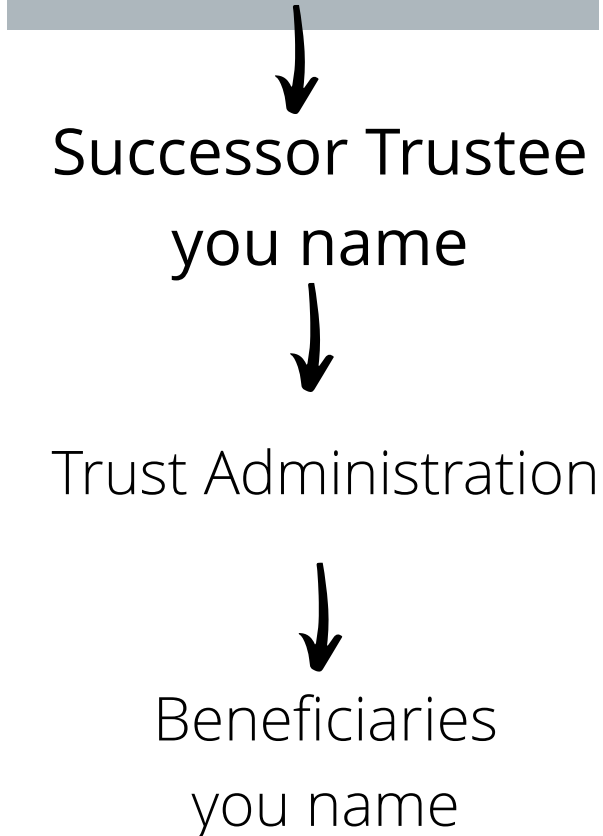 Successor Trustee
you name
Trust Administration
Beneficiaries
you name